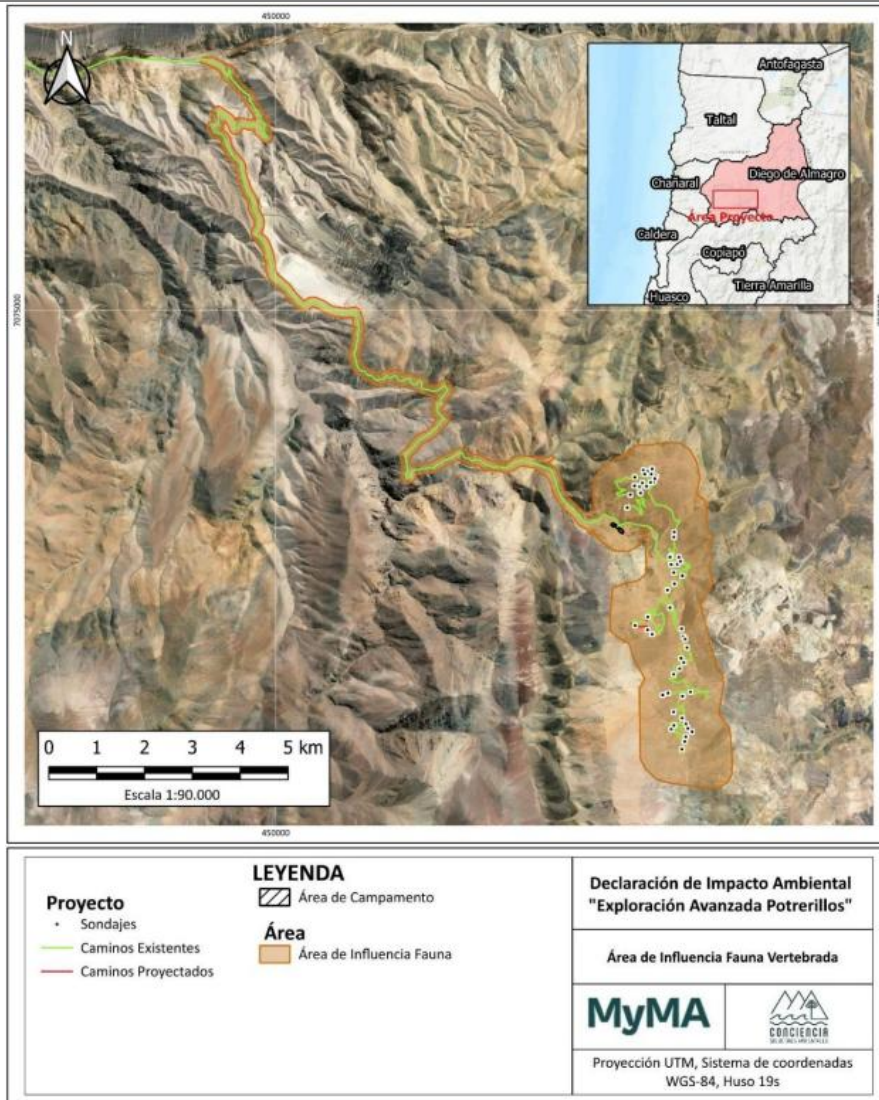 450000
N
7075000
Antofagasta
Taltal
Chañaral
Diego de Almagro
Área Proyecto
Caldera
Copiapó
Tierra Amarilla
Huasco
0 1 2 3 4 5 km
Escala 1:90.000
450000
LEYENDA
Proyecto
Sondajes
Caminos Existentes
Caminos Proyectados
Área de Campamento
Área
Área de Influencia Fauna
Declaración de Impacto Ambiental
"Exploración Avanzada Potrerillos"
Área de Influencia Fauna Vertebrada
MyMA
CONCIENCIA
SOLUCIONES AMBIENTALES
Proyección UTM, Sistema de coordenadas
WGS-84, Huso 19s